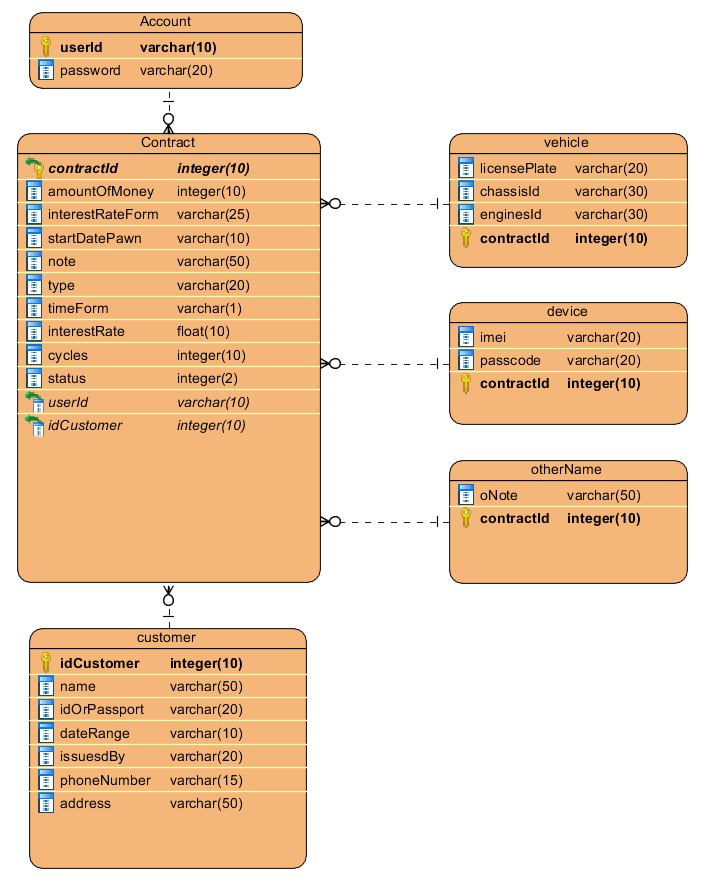 Account
userId varchar(10)
password varchar(20)
Contract
contractId integer(10)
amountOfMoney integer(10)
interestRateForm varchar(25)
startDatePawn varchar(10)
note varchar(50)
type varchar(20)
timeForm varchar(1)
interestRate float(10)
cycles integer(10)
status integer(2)
userId varchar(10)
idCustomer integer(10)
vehicle
licensePlate varchar(20)
chassisId varchar(30)
enginesId varchar(30)
contractId integer(10)
device
imei varchar(20)
passcode varchar(20)
contractId integer(10)
otherName
oNote varchar(50)
contractId integer(10)
customer
idCustomer integer(10)
name varchar(50)
idOrPassport varchar(20)
dateRange varchar(10)
issuesdBy varchar(20)
phoneNumber varchar(15)
address varchar(50)